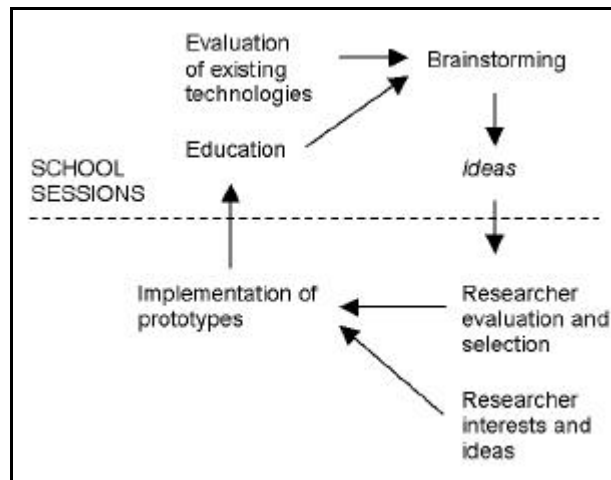 Evaluation
of existing
technologies
Brainstorming
Education
ideas
SCHOOL
SESSIONS
Implementation of
prototypes
Researcher
evaluation and
selection
Researcher
interests and
ideas